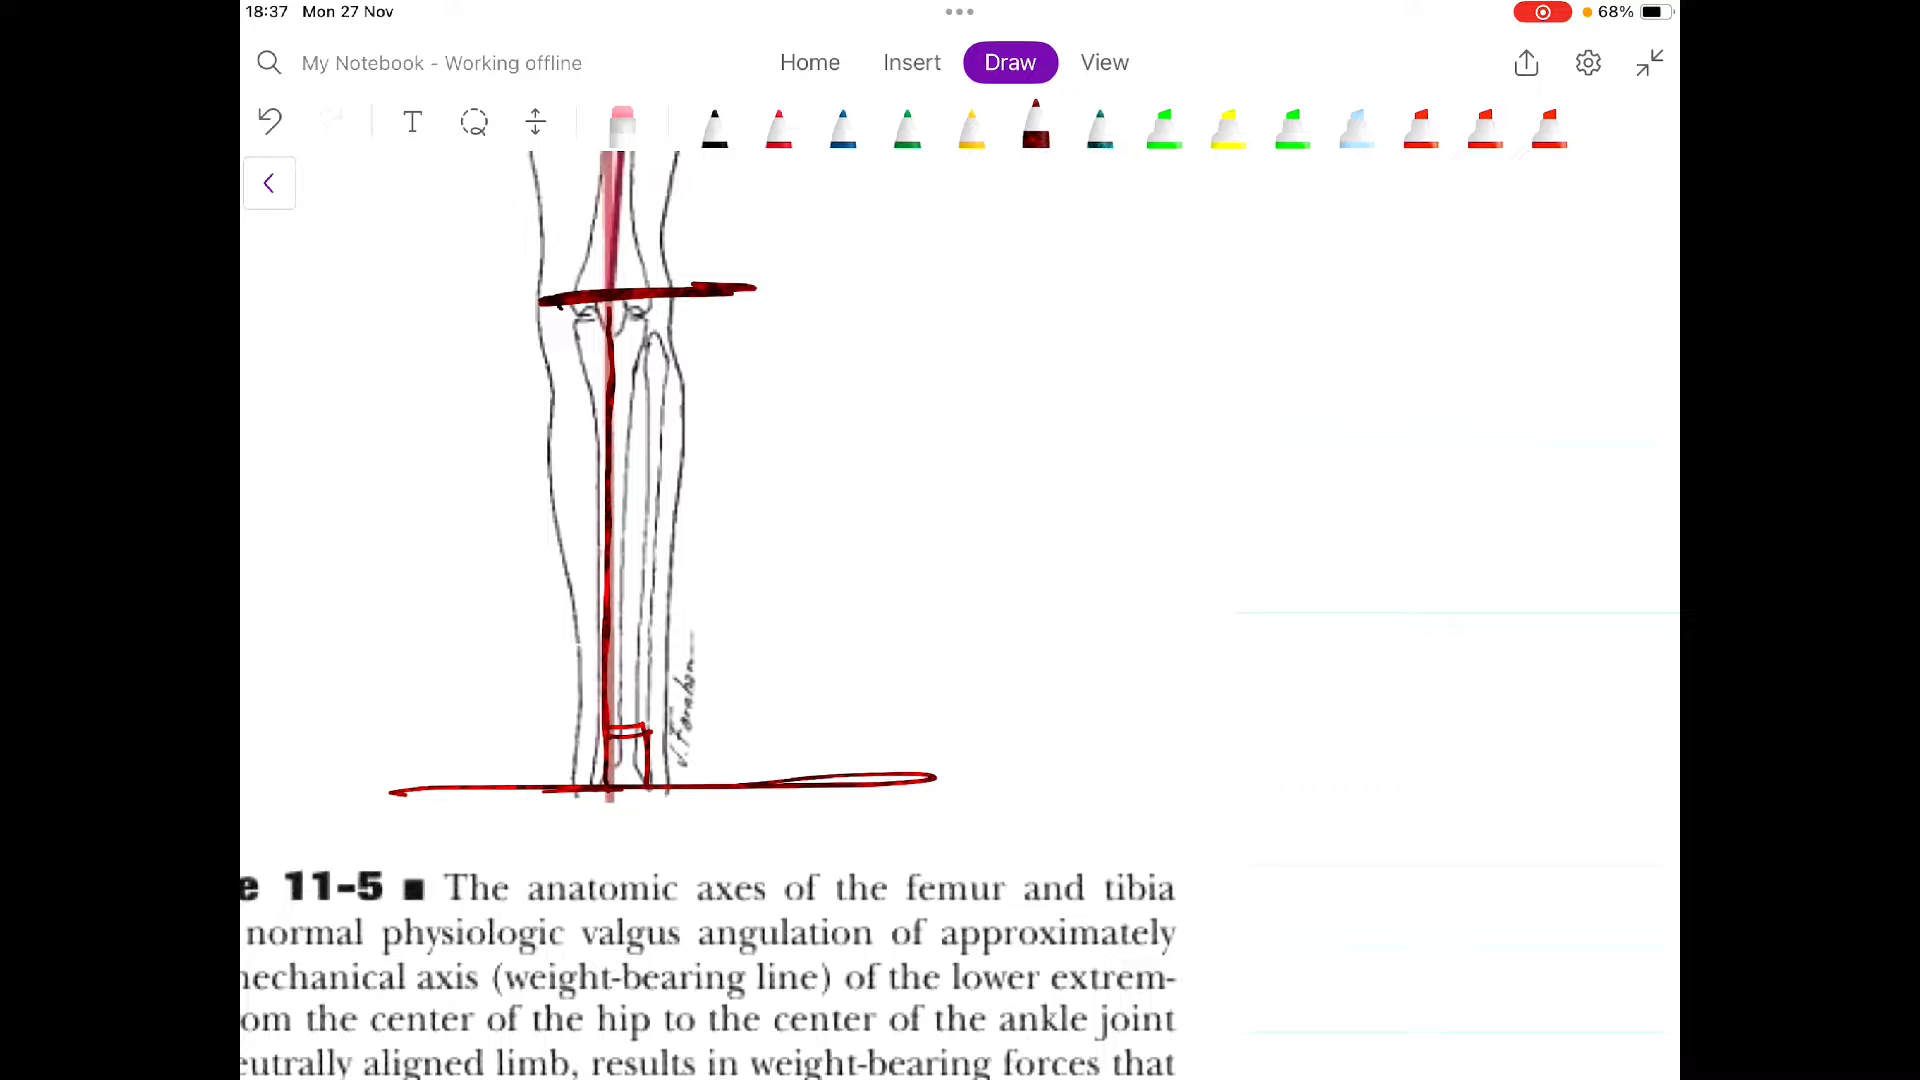 18:37 Mon 27 Nov
68%
My Notebook - Working offline
Home Insert Draw View
T
e 11-5 ■ The anatomic axes of the femur and tibia
normal physiologic valgus angulation of approximately
nechanical axis (weight-bearing line) of the lower extrem-
om the center of the hip to the center of the ankle joint
eutrally aligned limb, results in weight-bearing forces that